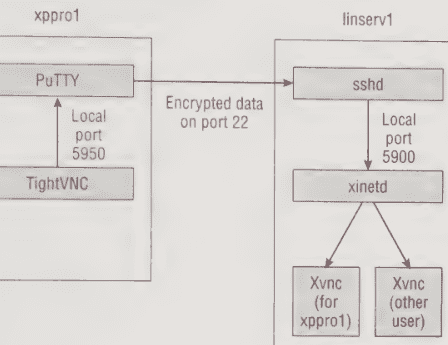 xppro1
linserv1
PuTTY
sshd
Encrypted data
on port 22
Local
port
5950
Local
port
5900
TightVNC
xinetd
Xvnc
(for
xppro1)
Xvnc
(other
user)